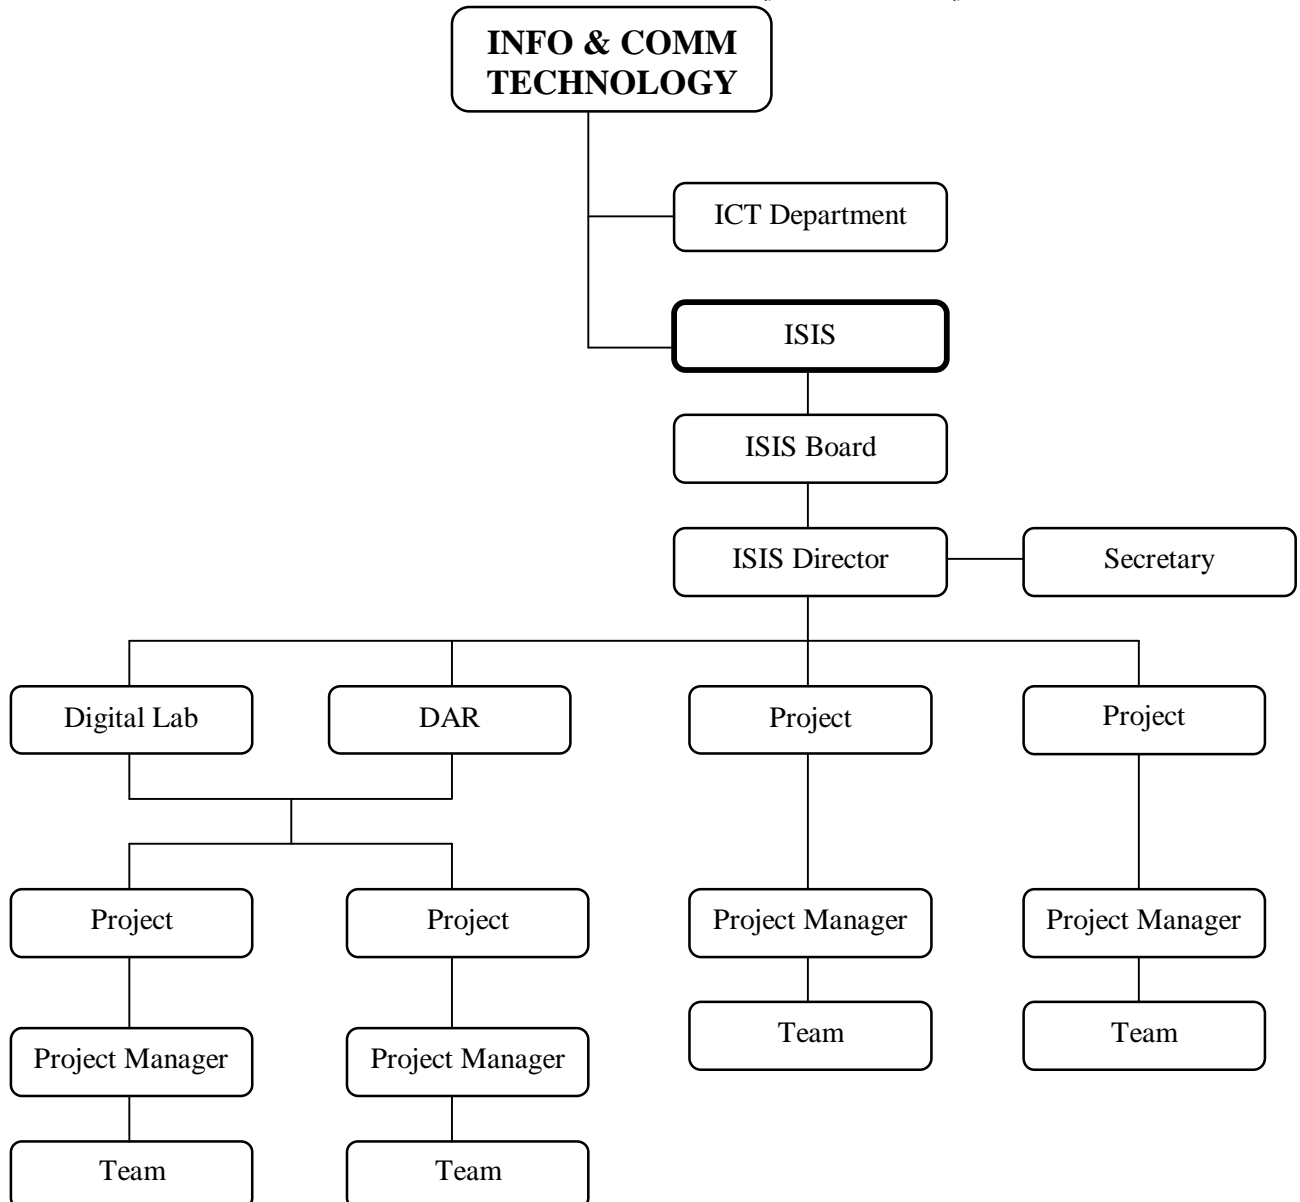 INFO & COMM
TECHNOLOGY
ICT Department
ISIS
ISIS Board
ISIS Director
Secretary
Digital Lab
DAR
Project
Project
Project
Project
Project Manager
Project Manager
Project Manager
Project Manager
Team
Team
Team
Team